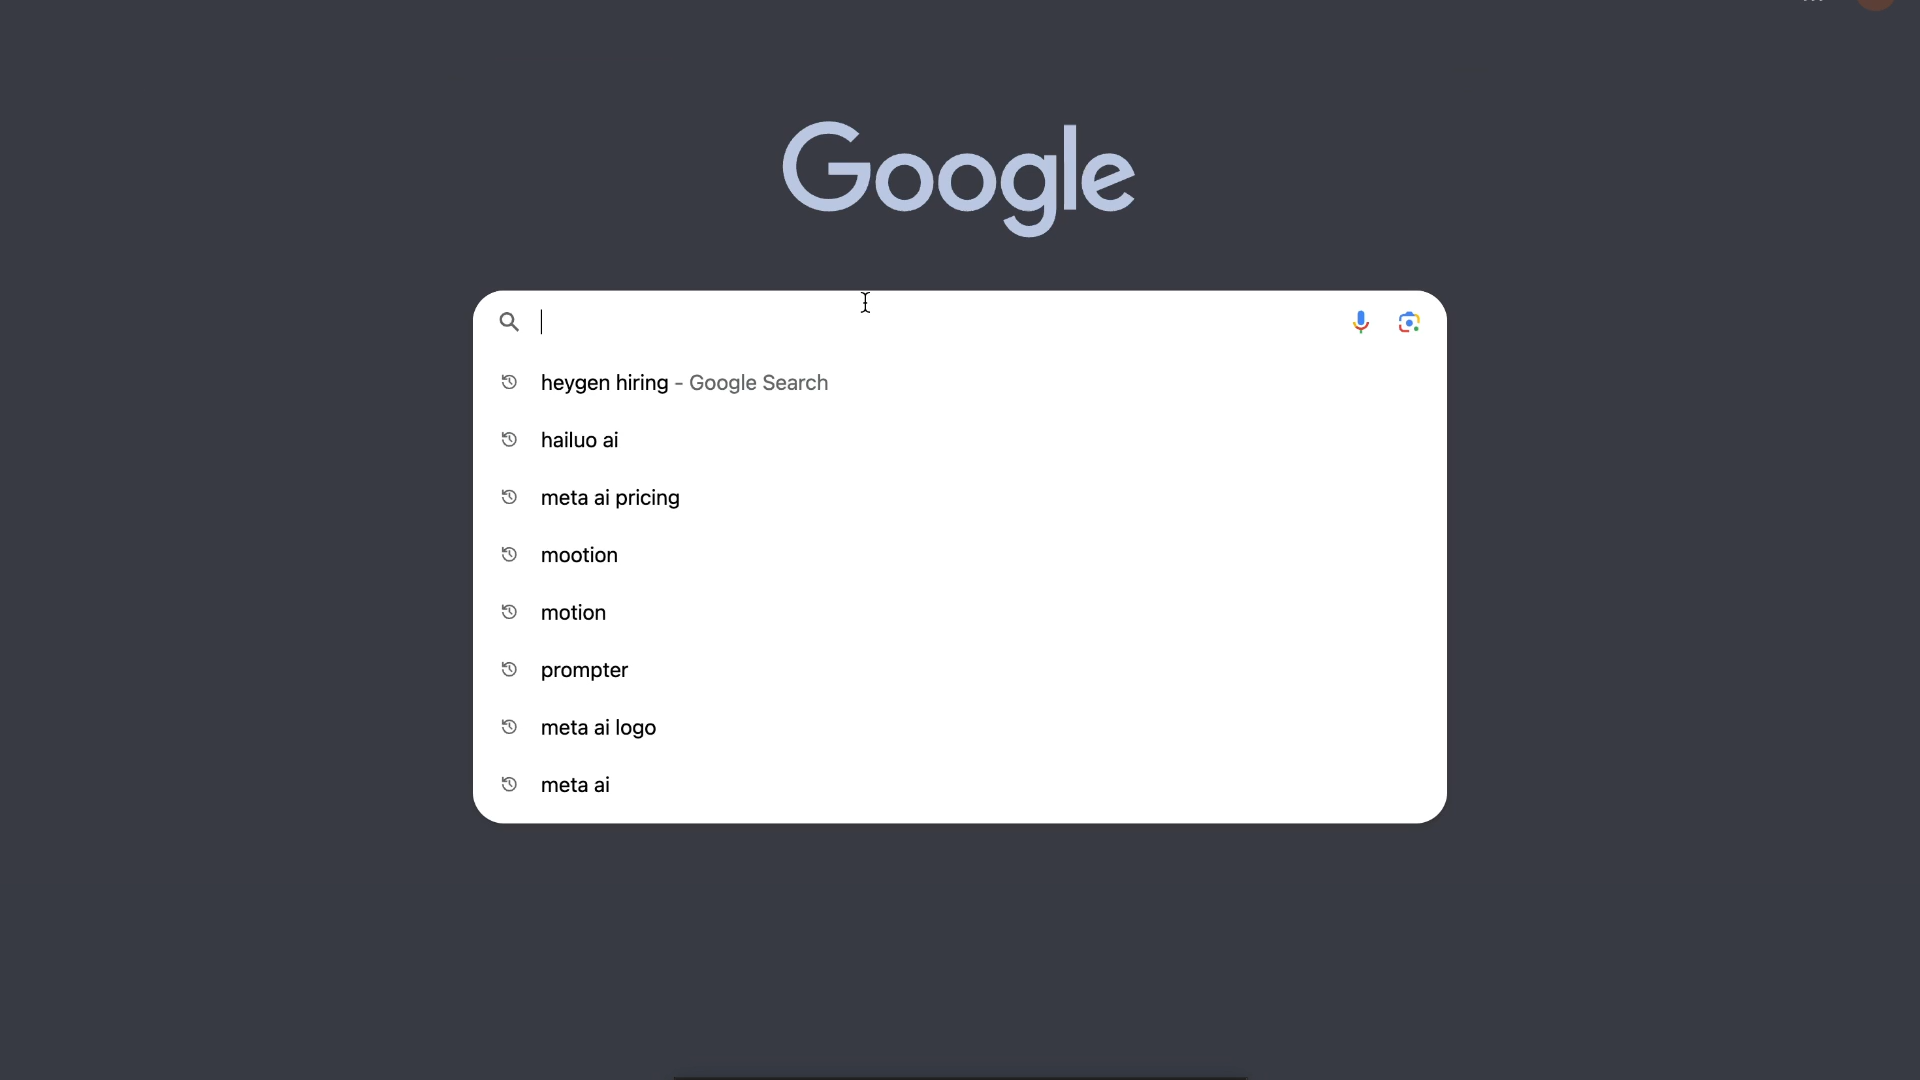 Google
heygen hiring - Google Search
hailuo ai
meta ai pricing
mootion
motion
prompter
meta ai logo
meta ai